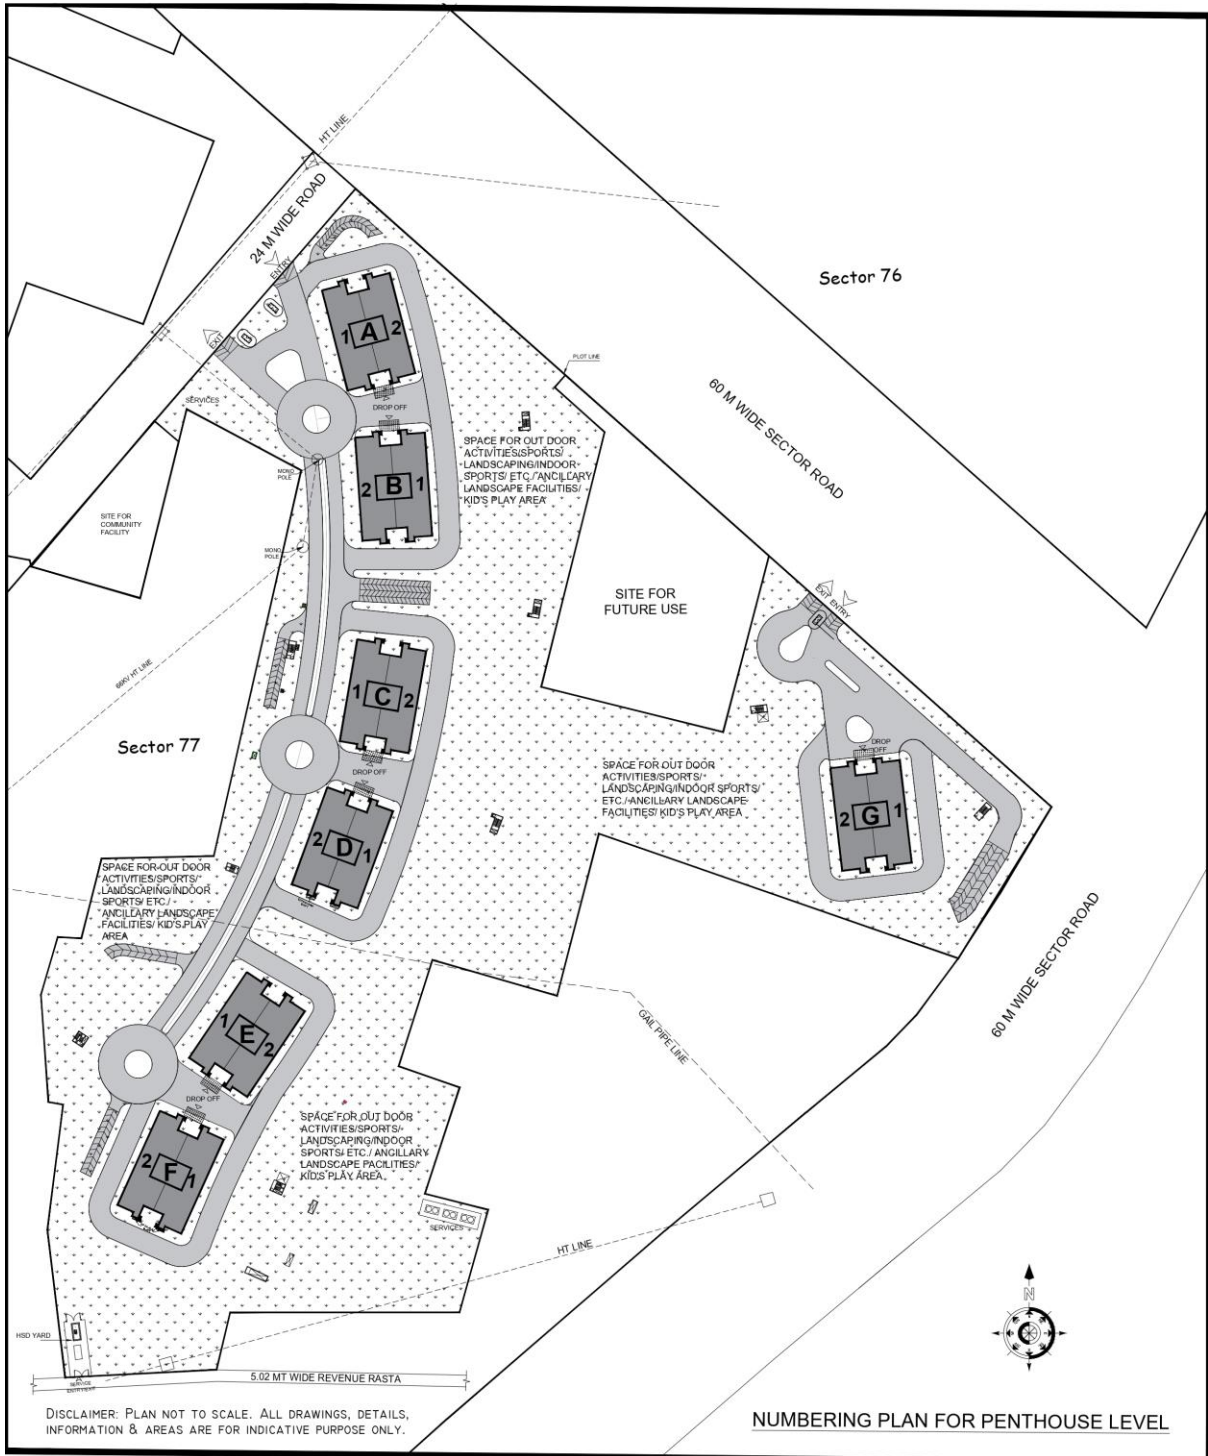 HT LINE
24 M WIDE ROAD
ENTRY
EXIT
Sector 76
A
1
2
PLOT LINE
60 M WIDE SECTOR ROAD
SERVICES
DROP OFF
B
2
1
SPACE FOR OUT DOOR
ACTIVITIES/SPORTS/
LANDSCAPING/INDOOR
SPORTS/ ETC./ ANCILLARY
LANDSCAPE FACILITIES/
KID'S PLAY AREA
MONO
POLE
SITE FOR
COMMUNITY
FACILITY
MONO
POLE
SITE FOR
FUTURE USE
EXIT
ENTRY
66KV HT LINE
C
1
2
Sector 77
DROP OFF
DROP
OFF
SPACE FOR OUT DOOR
ACTIVITIES/SPORTS/
LANDSCAPING/INDOOR SPORTS/
ETC./ ANCILLARY LANDSCAPE
FACILITIES/ KID'S PLAY AREA
G
2
1
D
2
1
SPACE FOR OUT DOOR
ACTIVITIES/SPORTS/
LANDSCAPING/INDOOR
SPORTS/ ETC./
ANCILLARY LANDSCAPE
FACILITIES/ KID'S PLAY
AREA
60 M WIDE SECTOR ROAD
GAIL PIPE LINE
E
1
2
DROP OFF
SPACE FOR OUT DOOR
ACTIVITIES/SPORTS/
LANDSCAPING/INDOOR
SPORTS/ ETC./ ANCILLARY
LANDSCAPE FACILITIES/
KID'S PLAY AREA
F
2
1
SERVICES
HT LINE
N
HSD YARD
SERVICE
5.02 MT WIDE REVENUE RASTA
DISCLAIMER: PLAN NOT TO SCALE. ALL DRAWINGS, DETAILS,
INFORMATION & AREAS ARE FOR INDICATIVE PURPOSE ONLY.
NUMBERING PLAN FOR PENTHOUSE LEVEL